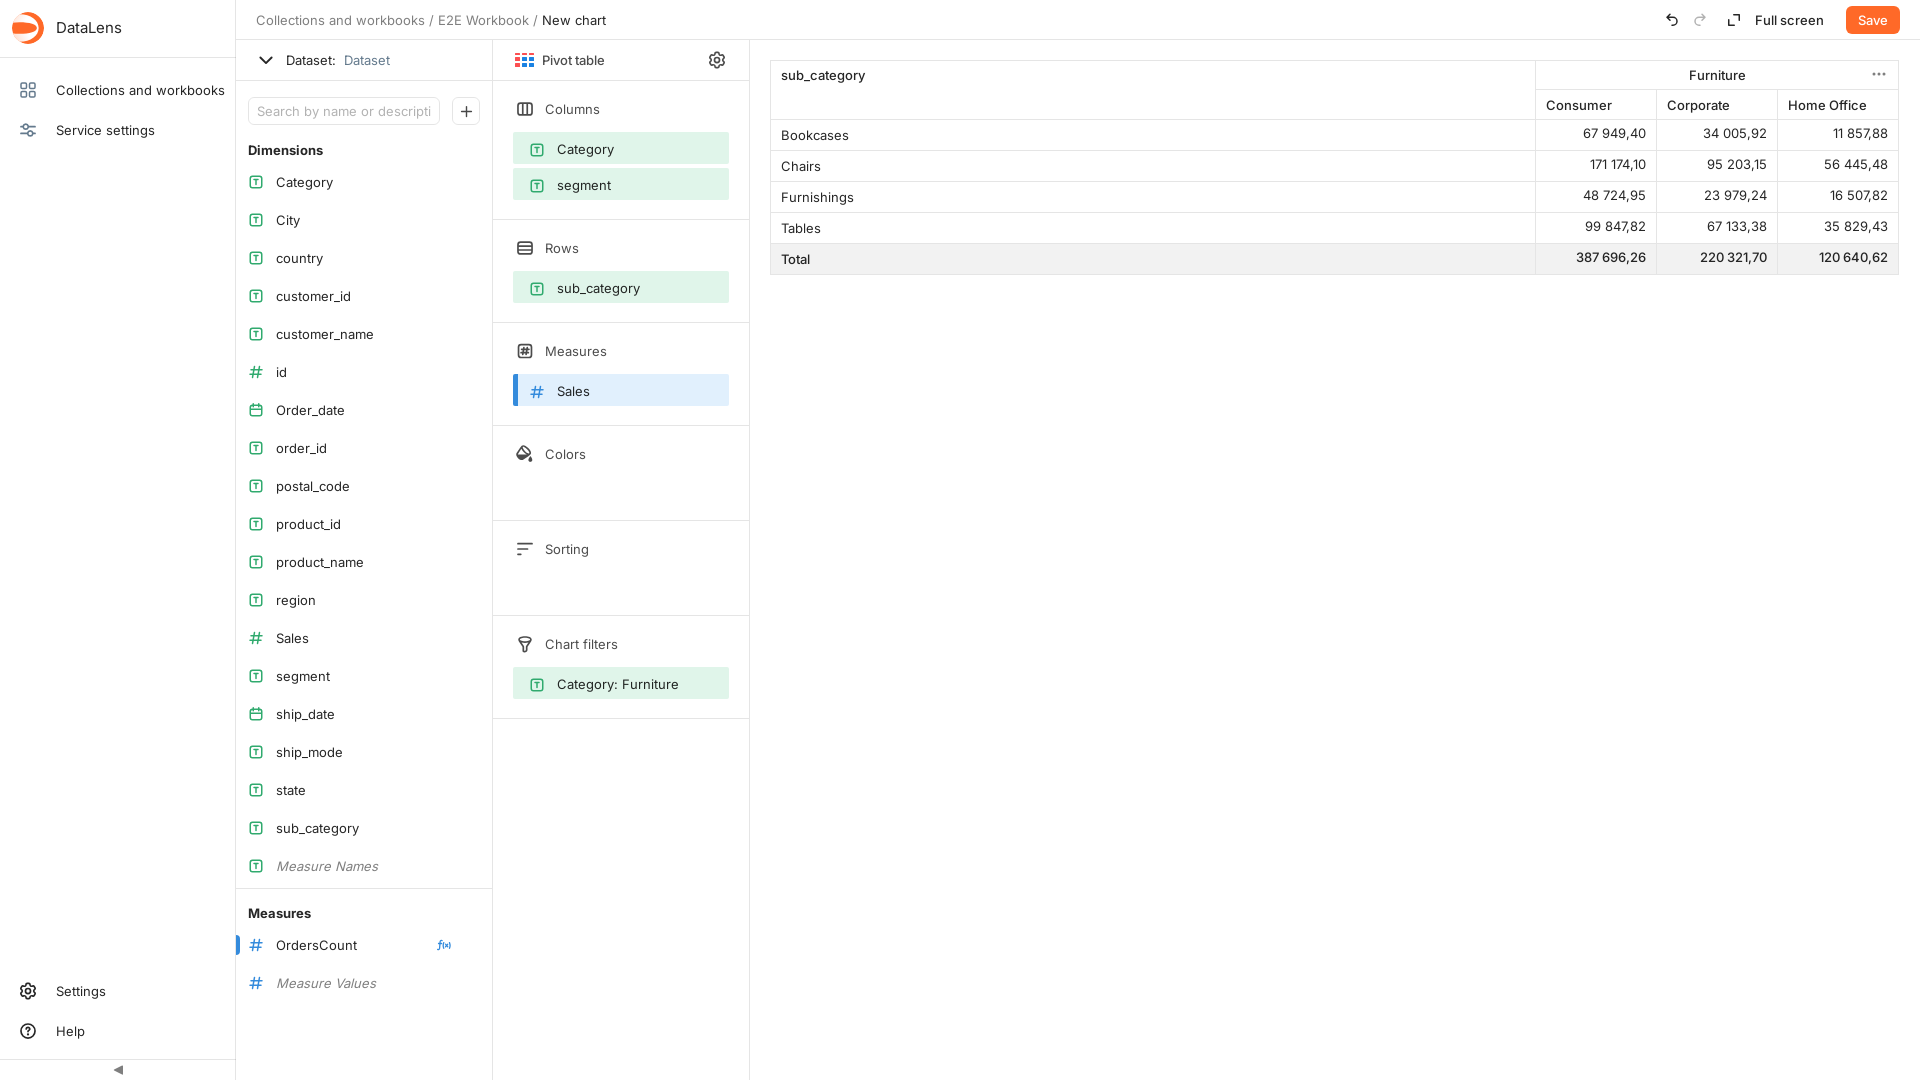 DataLens
Collections and workbooks
Service settings
Settings
Help
Collections and workbooks / E2E Workbook / New chart
Full screen
Save
Dataset: Dataset
Search by name or descripti
Dimensions
Category
City
country
customer_id
customer_name
id
Order_date
order_id
postal_code
product_id
product_name
region
Sales
segment
ship_date
ship_mode
state
sub_category
Measure Names
Measures
OrdersCount
Measure Values
Pivot table
Columns
Category
segment
Rows
sub_category
Measures
Sales
Colors
Sorting
Chart filters
Category: Furniture
sub_category Furniture
Consumer Corporate Home Office
Bookcases 67 949,40 34 005,92 11 857,88
Chairs 171 174,10 95 203,15 56 445,48
Furnishings 48 724,95 23 979,24 16 507,82
Tables 99 847,82 67 133,38 35 829,43
Total 387 696,26 220 321,70 120 640,62